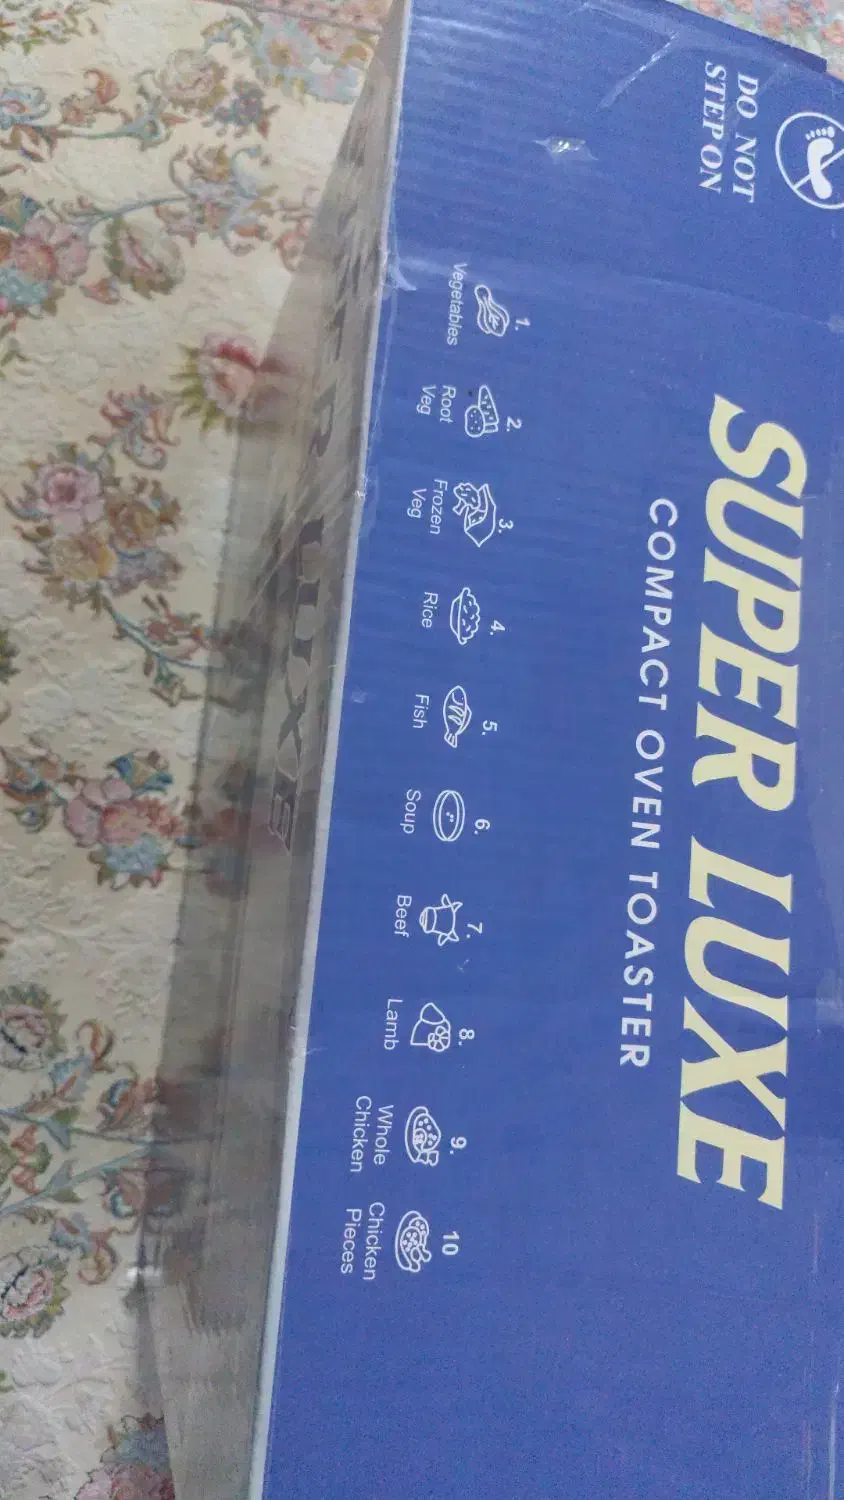 DO NOT
STEP ON
SUPER LUXE
COMPACT OVEN TOASTER
1.
Vegetables
2.
Root
Veg
3.
Frozen
Veg
4.
Rice
5.
Fish
6.
Soup
7.
Beef
8.
Lamb
9.
Whole
Chicken
10
Chicken
Pieces